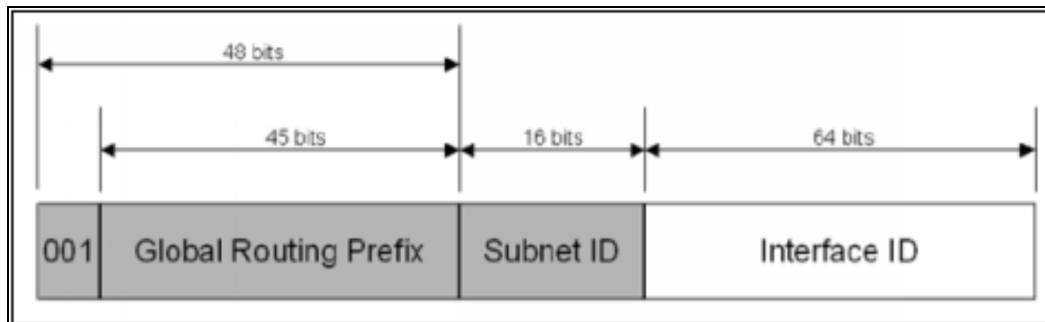 48 bits
45 bits 16 bits 64 bits
001 Global Routing Prefix Subnet ID Interface ID